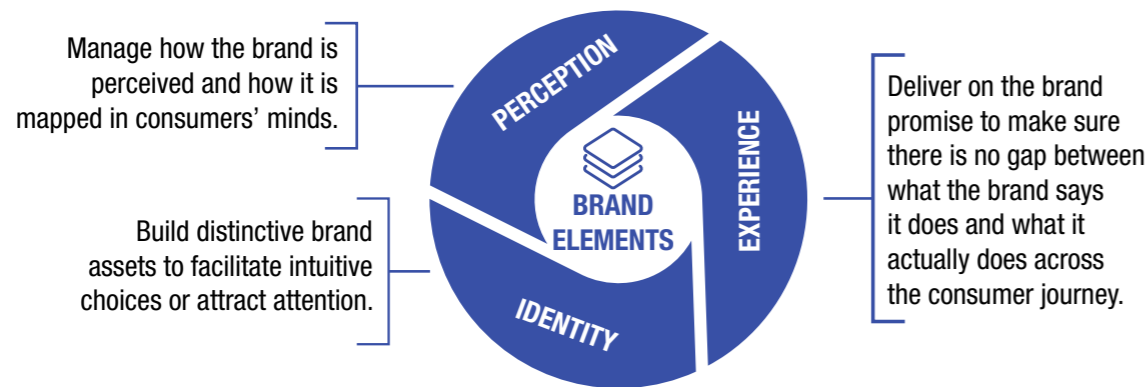 Manage how the brand is
perceived and how it is
mapped in consumers’ minds.
PERCEPTION
Build distinctive brand
assets to facilitate intuitive
choices or attract attention.
IDENTITY
BRAND
ELEMENTS
EXPERIENCE
Deliver on the brand
promise to make sure
there is no gap between
what the brand says
it does and what it
actually does across
the consumer journey.